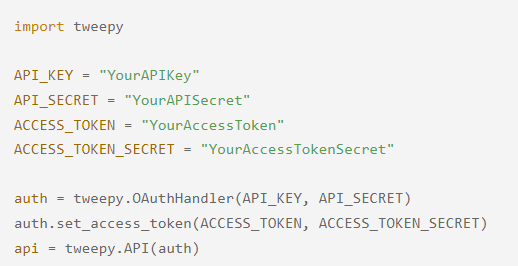 import tweepy
API_KEY = "YourAPIKey"
API_SECRET = "YourAPISecret"
ACCESS_TOKEN = "YourAccessToken"
ACCESS_TOKEN_SECRET = "YourAccessTokenSecret"
auth = tweepy.OAuthHandler(API_KEY, API_SECRET)
auth.set_access_token(ACCESS_TOKEN, ACCESS_TOKEN_SECRET)
api = tweepy.API(auth)